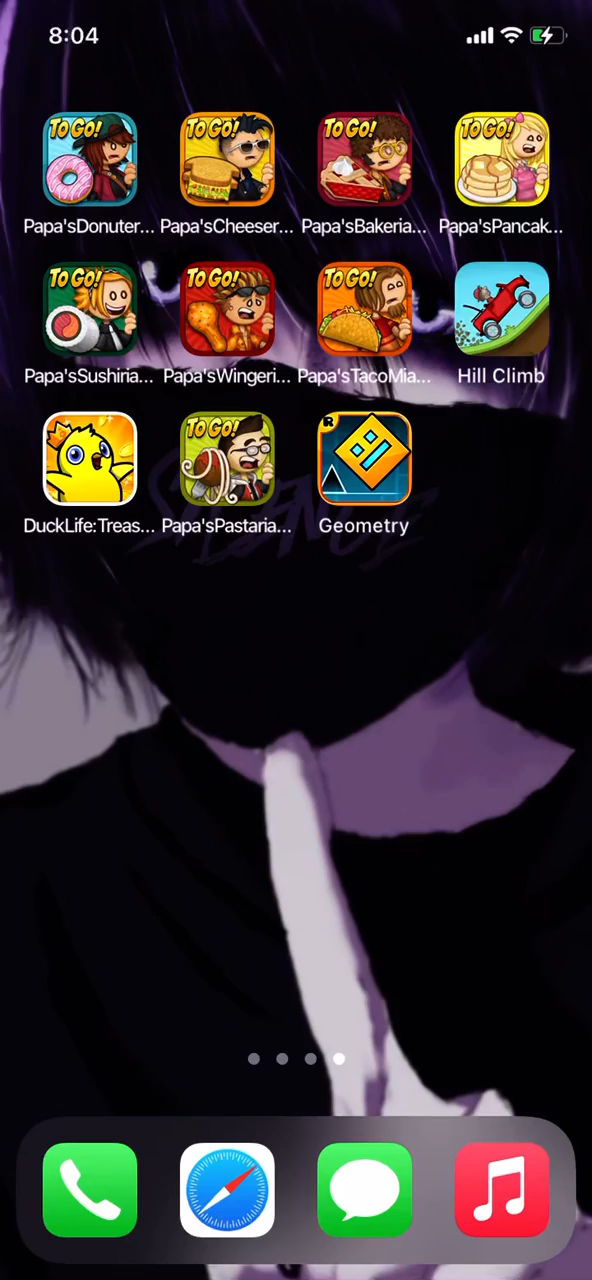 8:04
TO GO! TO GO! TO GO! TO GO!
Papa'sDonuter... Papa'sCheeser... Papa'sBakeria... Papa'sPancak...
TO GO! TO GO! TO GO!
Papa'sSushiria... Papa'sWingeri... Papa'sTacoMia... Hill Climb
TO GO! R
DuckLife:Treas... Papa'sPastaria... Geometry
SILENCE